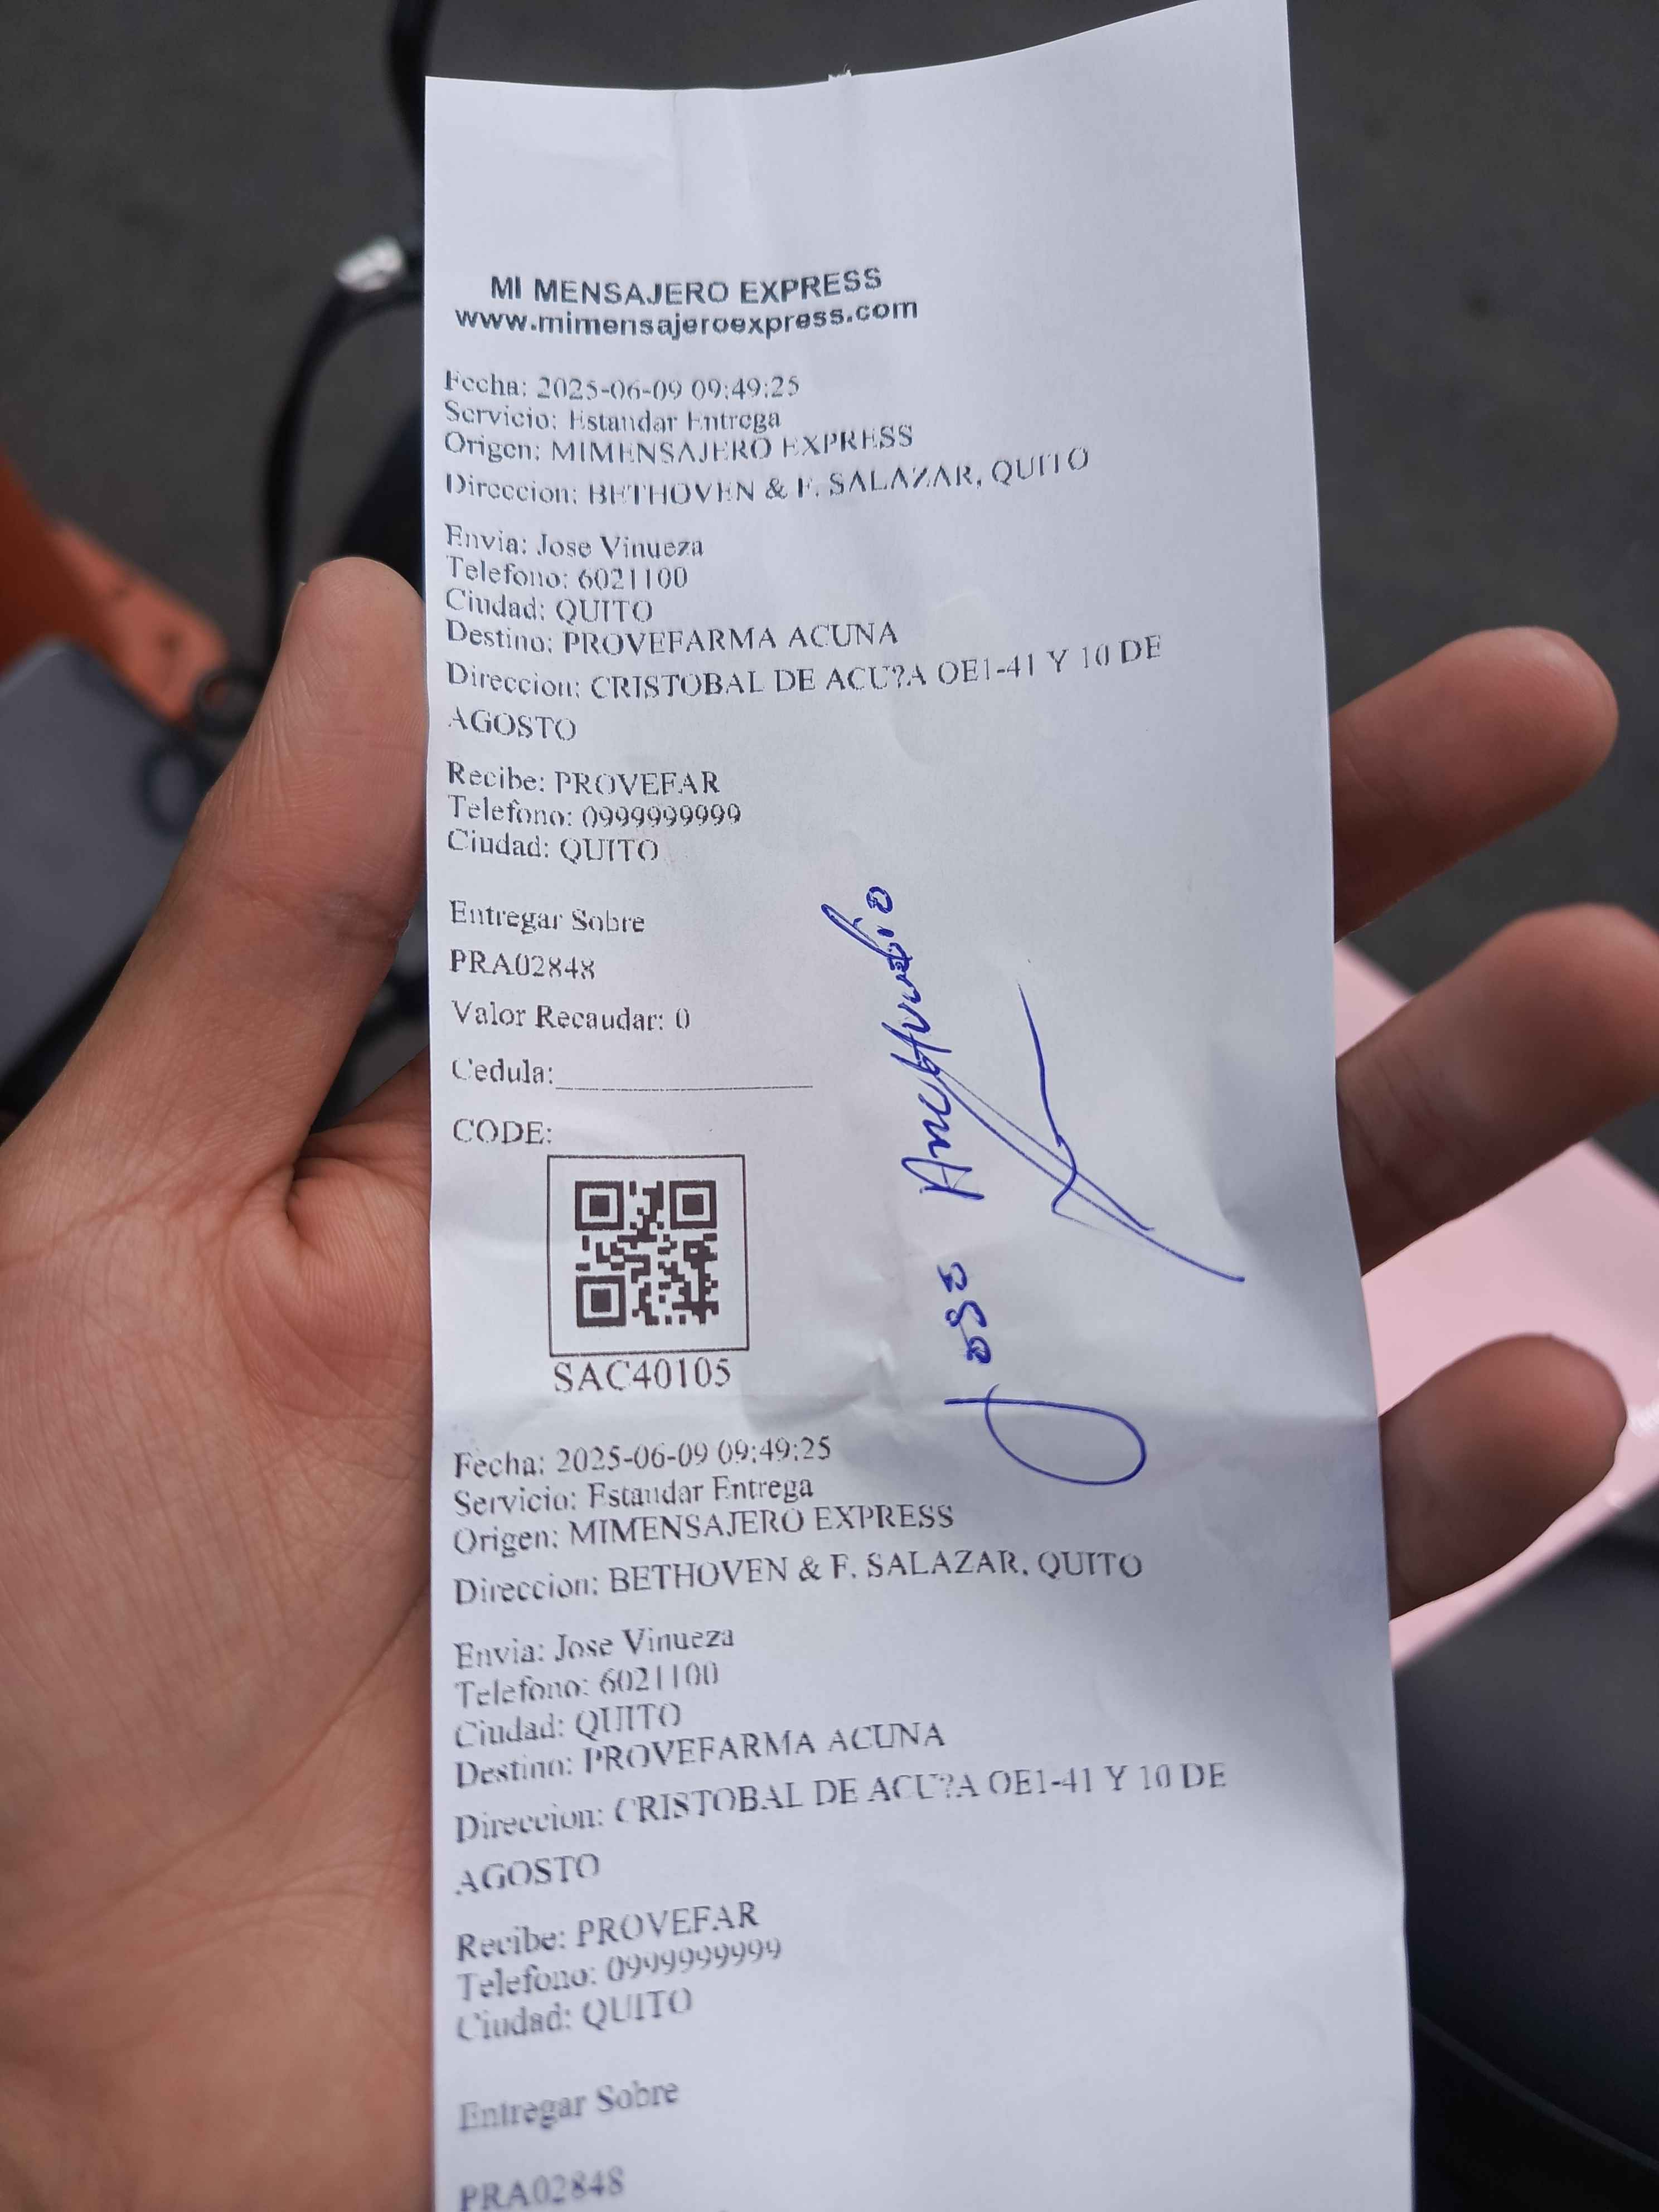 MI MENSAJERO EXPRESS
www.mimensajeroexpress.com
Fecha: 2025-06-09 09:49:25
Servicio: Estandar Entrega
Origen: MIMENSAJERO EXPRESS
Direccion: BETHOVEN & F. SALAZAR, QUITO
Envia: Jose Vinueza
Telefono: 6021100
Ciudad: QUITO
Destino: PROVEFARMA ACUNA
Direccion: CRISTOBAL DE ACU?A OE1-41 Y 10 DE
AGOSTO
Recibe: PROVEFAR
Telefono: 0999999999
Ciudad: QUITO
Entregar Sobre
PRA02848
Valor Recaudar: 0
Cedula:
CODE:
SAC40105
Jose
Fecha: 2025-06-09 09:49:25
Servicio: Estandar Entrega
Origen: MIMENSAJERO EXPRESS
Direccion: BETHOVEN & F. SALAZAR, QUITO
Envia: Jose Vinueza
Telefono: 6021100
Ciudad: QUITO
Destino: PROVEFARMA ACUNA
Direccion: CRISTOBAL DE ACU?A OE1-41 Y 10 DE
AGOSTO
Recibe: PROVEFAR
Telefono: 0999999999
Ciudad: QUITO
Entregar Sobre
PRA02848